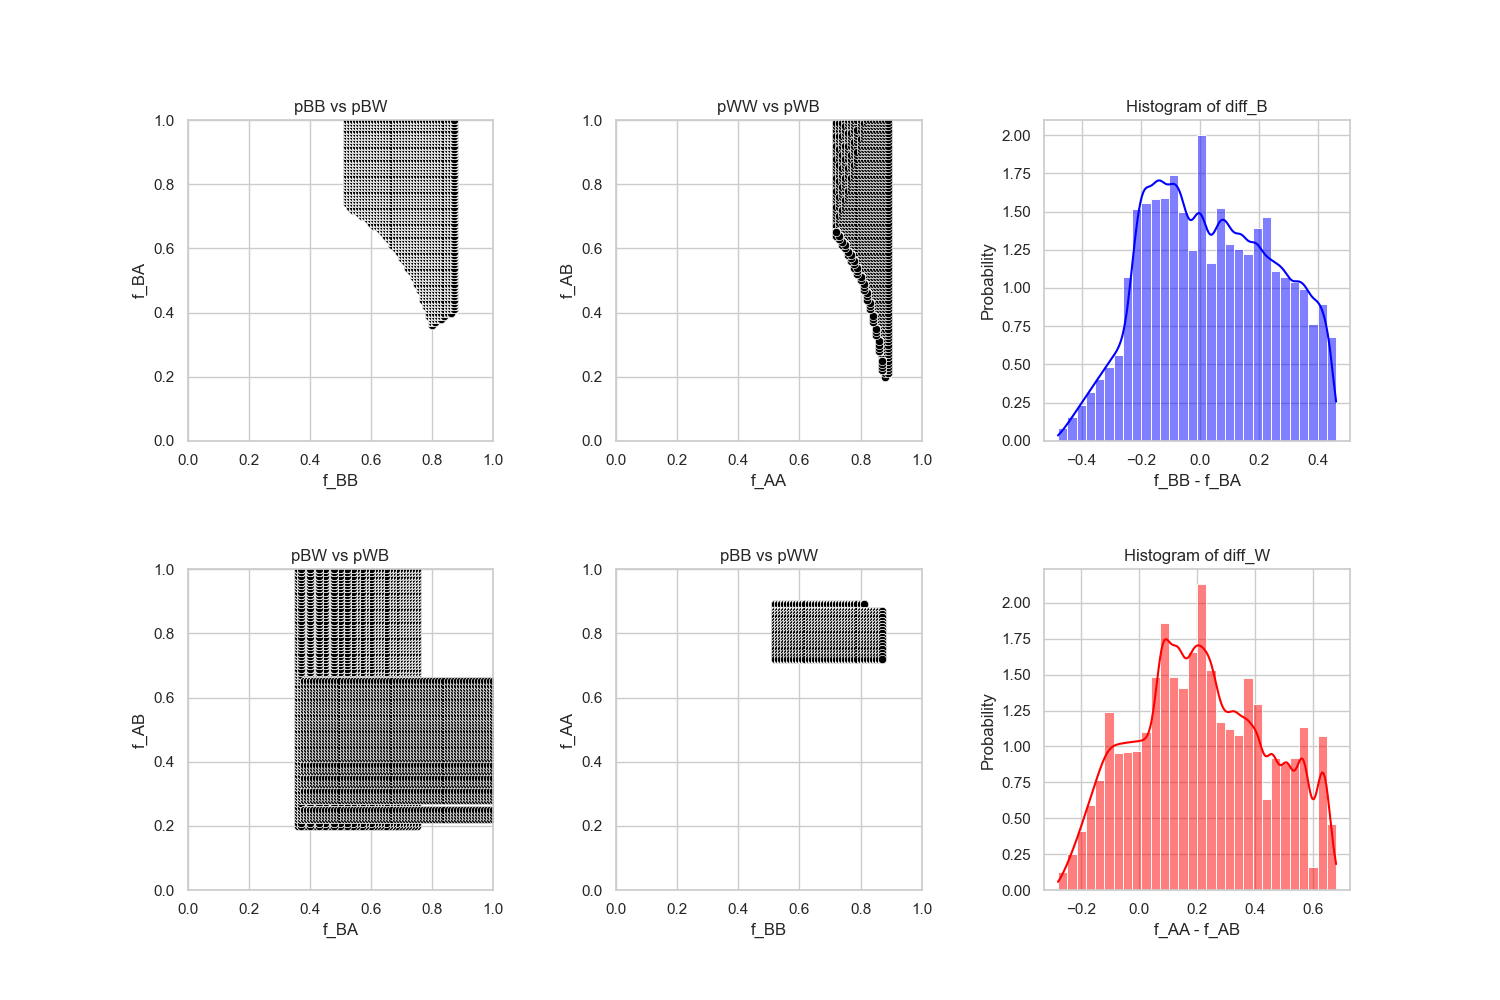 pBB vs pBW
1.0
0.8
0.6
0.4
0.2
0.0
f_BA
0.0 0.2 0.4 0.6 0.8 1.0
f_BB
pWW vs pWB
1.0
0.8
0.6
0.4
0.2
0.0
f_AB
0.0 0.2 0.4 0.6 0.8 1.0
f_AA
Histogram of diff_B
2.00
1.75
1.50
1.25
1.00
0.75
0.50
0.25
0.00
Probability
−0.4 −0.2 0.0 0.2 0.4
f_BB - f_BA
pBW vs pWB
1.0
0.8
0.6
0.4
0.2
0.0
f_AB
0.0 0.2 0.4 0.6 0.8 1.0
f_BA
pBB vs pWW
1.0
0.8
0.6
0.4
0.2
0.0
f_AA
0.0 0.2 0.4 0.6 0.8 1.0
f_BB
Histogram of diff_W
2.00
1.75
1.50
1.25
1.00
0.75
0.50
0.25
0.00
Probability
−0.2 0.0 0.2 0.4 0.6
f_AA - f_AB